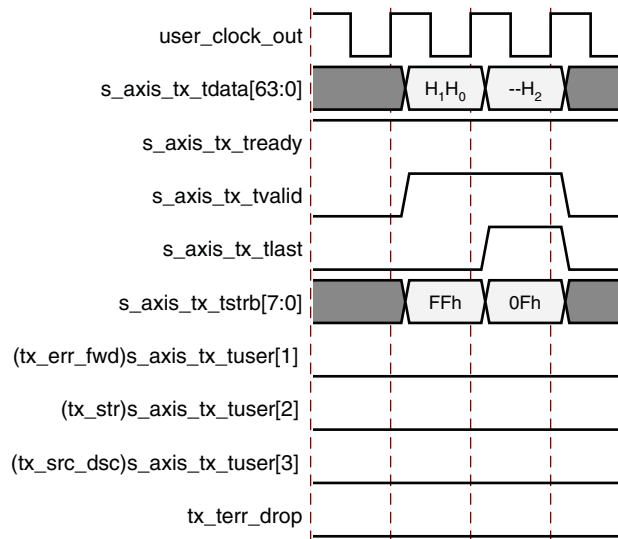 user_clock_out
s_axis_tx_tdata[63:0] H₁H₀ --H₂
s_axis_tx_tready
s_axis_tx_tvalid
s_axis_tx_tlast
s_axis_tx_tstrb[7:0] FFh 0Fh
(tx_err_fwd)s_axis_tx_tuser[1]
(tx_str)s_axis_tx_tuser[2]
(tx_src_dsc)s_axis_tx_tuser[3]
tx_terr_drop